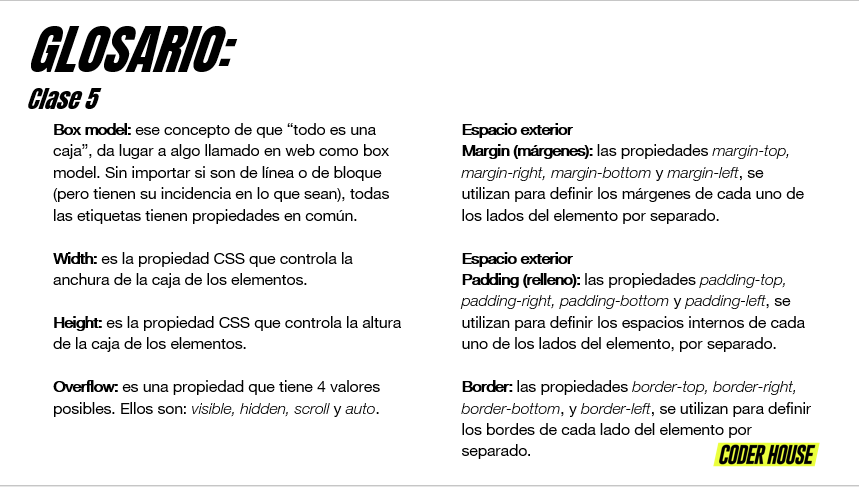 GLOSARIO:
Clase 5
Box model: ese concepto de que “todo es una
caja”, da lugar a algo llamado en web como box
model. Sin importar si son de línea o de bloque
(pero tienen su incidencia en lo que sean), todas
las etiquetas tienen propiedades en común.
Width: es la propiedad CSS que controla la
anchura de la caja de los elementos.
Height: es la propiedad CSS que controla la altura
de la caja de los elementos.
Overflow: es una propiedad que tiene 4 valores
posibles. Ellos son: visible, hidden, scroll y auto.
Espacio exterior
Margin (márgenes): las propiedades margin-top,
margin-right, margin-bottom y margin-left, se
utilizan para definir los márgenes de cada uno de
los lados del elemento por separado.
Espacio exterior
Padding (relleno): las propiedades padding-top,
padding-right, padding-bottom y padding-left, se
utilizan para definir los espacios internos de cada
uno de los lados del elemento, por separado.
Border: las propiedades border-top, border-right,
border-bottom, y border-left, se utilizan para definir
los bordes de cada lado del elemento por
separado.
CODER HOUSE